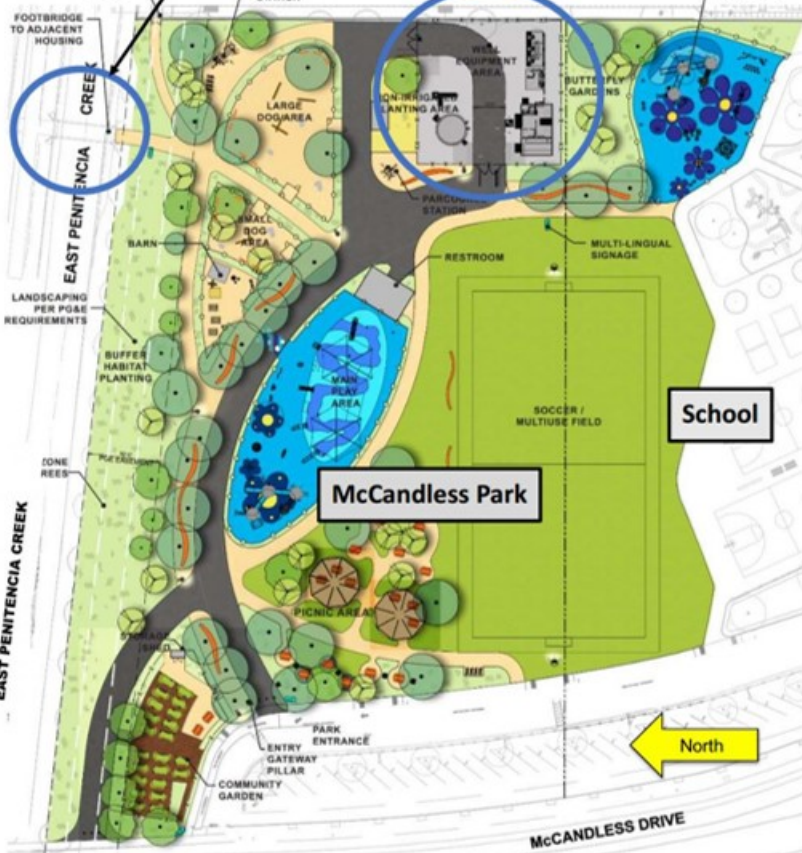 FOOTBRIDGE
TO ADJACENT
HOUSING
EAST PENITENCIA CREEK
LARGE
DOG AREA
WELL
EQUIPMENT
AREA
NON-IRRIGATED
PLANTING AREA
BUTTERFLY
GARDENS
PARCOURSE
STATION
SMALL
DOG
AREA
BARN
RESTROOM
MULTI-LINGUAL
SIGNAGE
LANDSCAPING
PER PG&E
REQUIREMENTS
BUFFER
HABITAT
PLANTING
MAIN
PLAY
AREA
SOCCER /
MULTIUSE FIELD
School
McCandless Park
EAST PENITENCIA CREEK
PICNIC AREA
STORAGE
SHED
PARK
ENTRANCE
ENTRY
GATEWAY
PILLAR
COMMUNITY
GARDEN
North
McCANDLESS DRIVE